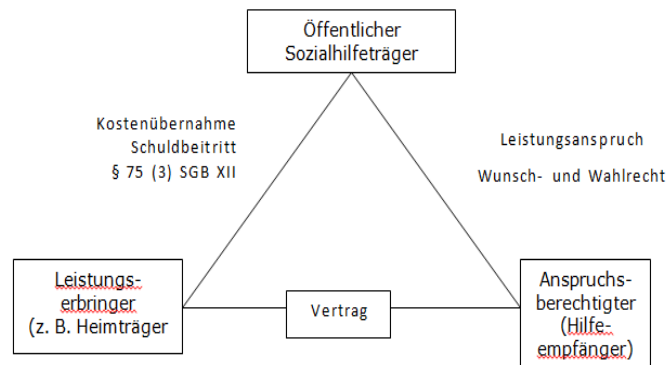 Öffentlicher
Sozialhilfeträger
Kostenübernahme
Schuldbeitritt
§ 75 (3) SGB XII
Leistungsanspruch
Wunsch- und Wahlrecht
Leistungs-
erbringer
(z. B. Heimträger
Vertrag
Anspruchs-
berechtigter
(Hilfe-
empfänger)